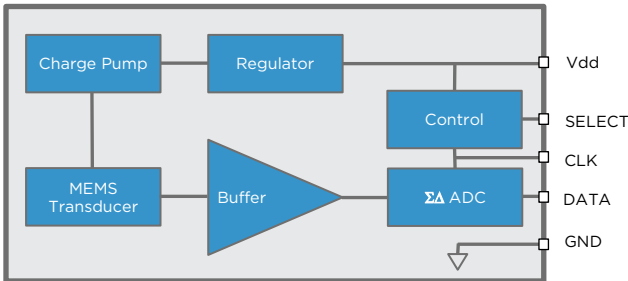 Charge Pump
Regulator
Vdd
Control
SELECT
CLK
MEMS
Transducer
Buffer
ΣΔ ADC
DATA
GND